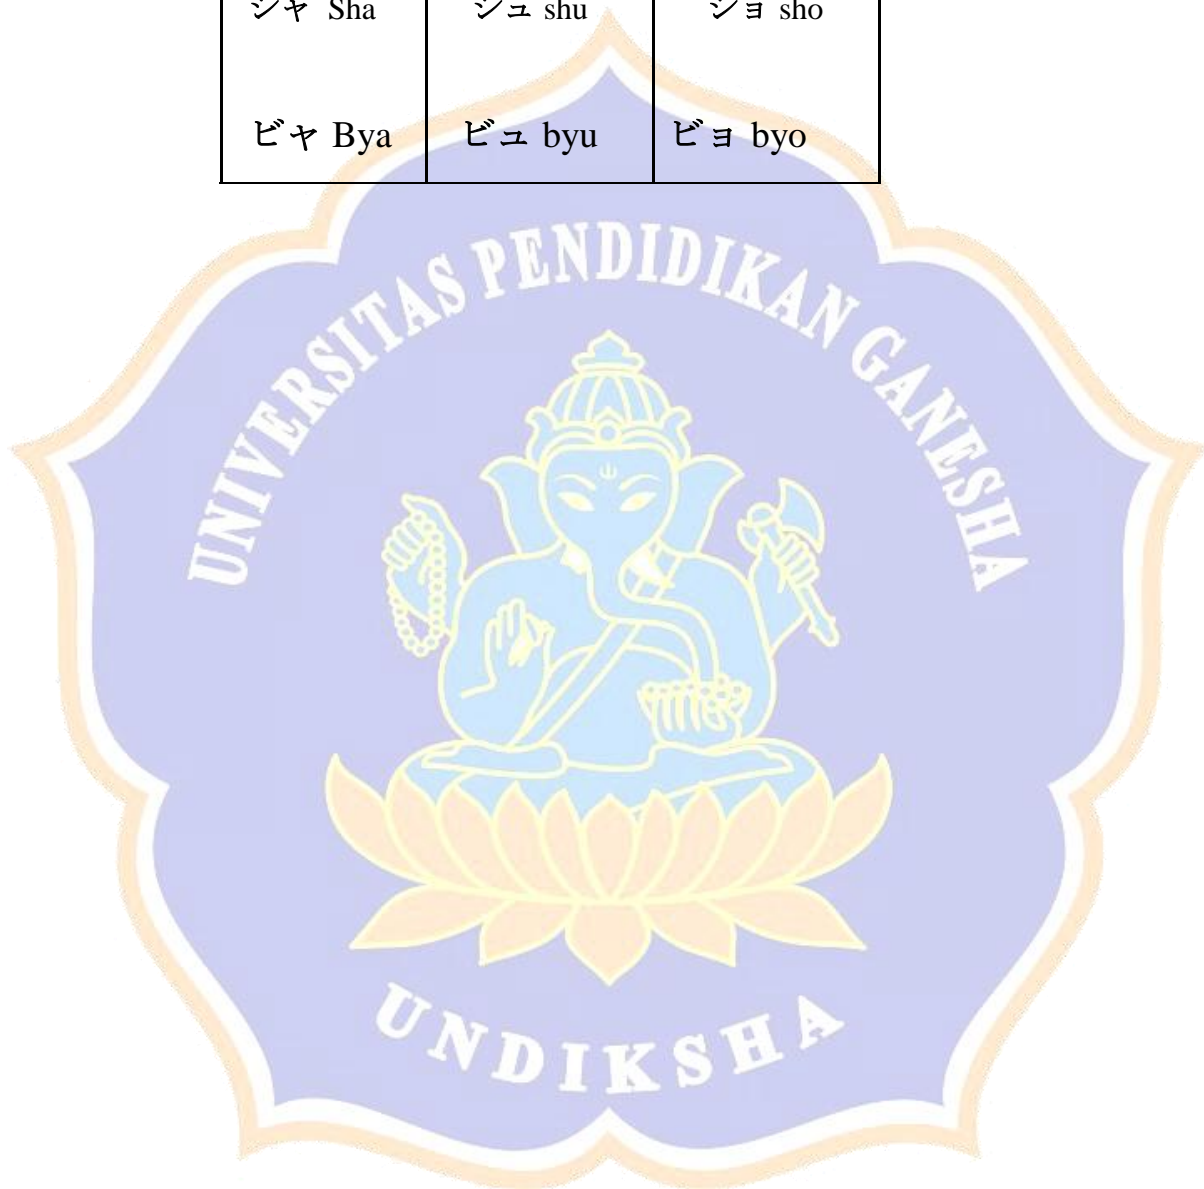 シャ Sha シュ shu ショ sho
ビャ Bya ビュ byu ビョ byo
UNIVERSITAS PENDIDIKAN GANESHA
UNDIKSHA